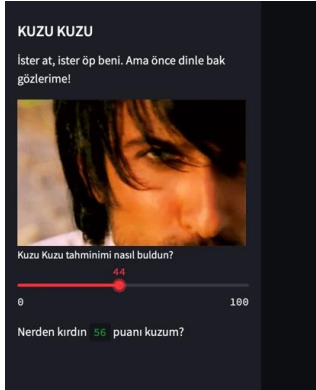 KUZU KUZU
İster at, ister öp beni. Ama önce dinle bak
gözlerime!
Kuzu Kuzu tahminimi nasıl buldun?
44
0 100
Nerden kırdın 56 puanı kuzum?